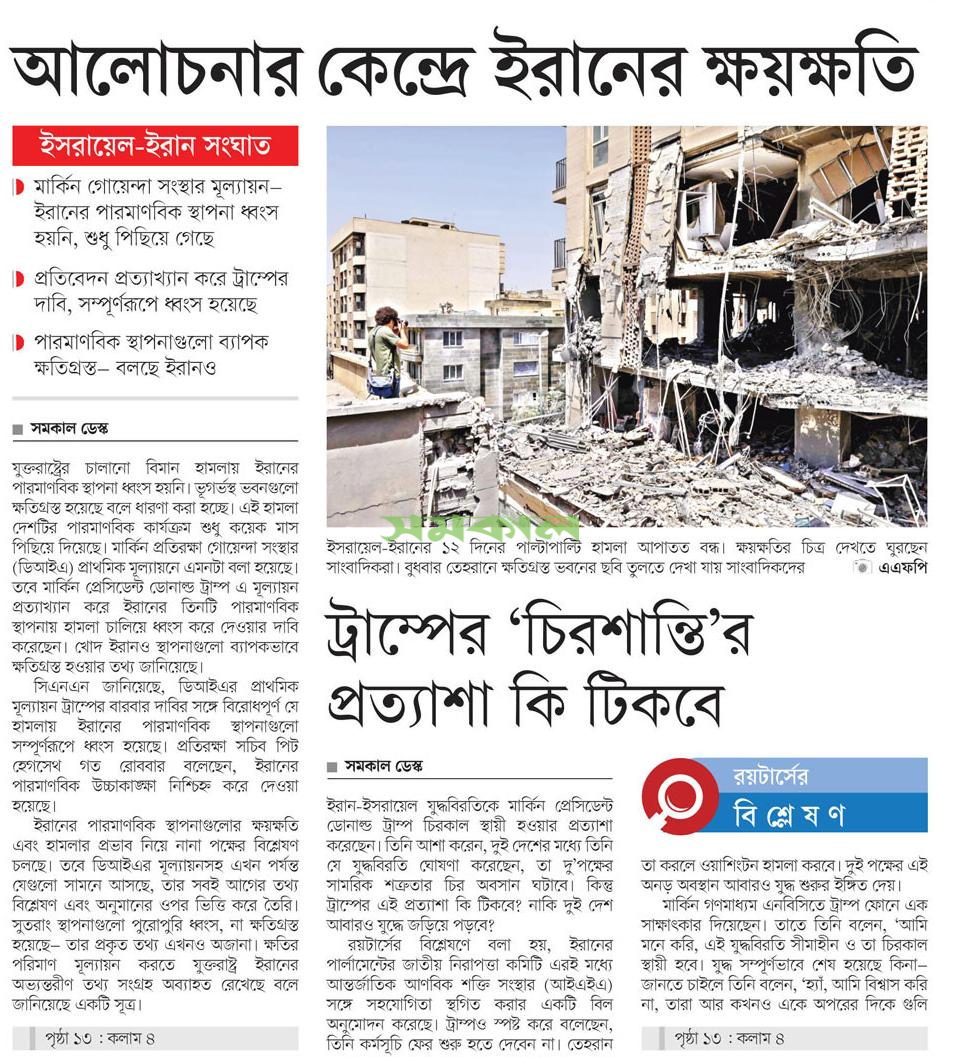 আলোচনার কেন্দ্রে ইরানের ক্ষয়ক্ষতি
ইসরায়েল-ইরান সংঘাত
মার্কিন গোয়েন্দা সংস্থার মূল্যায়ন–
ইরানের পারমাণবিক স্থাপনা ধ্বংস
হয়নি, শুধু পিছিয়ে গেছে
প্রতিবেদন প্রত্যাখ্যান করে ট্রাম্পের
দাবি, সম্পূর্ণরূপে ধ্বংস হয়েছে
পারমাণবিক স্থাপনাগুলো ব্যাপক
ক্ষতিগ্রস্ত– বলছে ইরানও
সমকাল ডেস্ক
যুক্তরাষ্ট্রের চালানো বিমান হামলায় ইরানের
পারমাণবিক স্থাপনা ধ্বংস হয়নি। ভূগর্ভস্থ ভবনগুলো
ক্ষতিগ্রস্ত হয়েছে বলে ধারণা করা হচ্ছে। এই হামলা
দেশটির পারমাণবিক কার্যক্রম শুধু কয়েক মাস
পিছিয়ে দিয়েছে। মার্কিন প্রতিরক্ষা গোয়েন্দা সংস্থার
(ডিআইএ) প্রাথমিক মূল্যায়নে এমনটা বলা হয়েছে।
তবে মার্কিন প্রেসিডেন্ট ডোনাল্ড ট্রাম্প এ মূল্যায়ন
প্রত্যাখ্যান করে ইরানের তিনটি পারমাণবিক
স্থাপনায় হামলা চালিয়ে ধ্বংস করে দেওয়ার দাবি
করেছেন। খোদ ইরানও স্থাপনাগুলো ব্যাপকভাবে
ক্ষতিগ্রস্ত হওয়ার তথ্য জানিয়েছে।
সিএনএন জানিয়েছে, ডিআইএর প্রাথমিক
মূল্যায়ন ট্রাম্পের বারবার দাবির সঙ্গে বিরোধপূর্ণ যে
হামলায় ইরানের পারমাণবিক স্থাপনাগুলো
সম্পূর্ণরূপে ধ্বংস হয়েছে। প্রতিরক্ষা সচিব পিট
হেগসেথ গত রোববার বলেছেন, ইরানের
পারমাণবিক উচ্চাকাঙ্ক্ষা নিশ্চিহ্ন করে দেওয়া
হয়েছে।
ইরানের পারমাণবিক স্থাপনাগুলোর ক্ষয়ক্ষতি
এবং হামলার প্রভাব নিয়ে নানা পক্ষের বিশ্লেষণ
চলছে। তবে ডিআইএর মূল্যায়নসহ এখন পর্যন্ত
যেগুলো সামনে আসছে, তার সবই আগের তথ্য
বিশ্লেষণ এবং অনুমানের ওপর ভিত্তি করে তৈরি।
সুতরাং স্থাপনাগুলো পুরোপুরি ধ্বংস, না ক্ষতিগ্রস্ত
হয়েছে– তার প্রকৃত তথ্য এখনও অজানা। ক্ষতির
পরিমাণ মূল্যায়ন করতে যুক্তরাষ্ট্র ইরানের
অভ্যন্তরীণ তথ্য সংগ্রহ অব্যাহত রেখেছে বলে
জানিয়েছে একটি সূত্র।
পৃষ্ঠা ১৩ : কলাম ৪
সমকাল
ইসরায়েল-ইরানের ১২ দিনের পাল্টাপাল্টি হামলা আপাতত বন্ধ। ক্ষয়ক্ষতির চিত্র দেখতে ঘুরছেন
সাংবাদিকরা। বুধবার তেহরানে ক্ষতিগ্রস্ত ভবনের ছবি তুলতে দেখা যায় সাংবাদিকদের এএফপি
ট্রাম্পের ‘চিরশান্তি’র
প্রত্যাশা কি টিকবে
সমকাল ডেস্ক
ইরান-ইসরায়েল যুদ্ধবিরতিকে মার্কিন প্রেসিডেন্ট
ডোনাল্ড ট্রাম্প চিরকাল স্থায়ী হওয়ার প্রত্যাশা
করেছেন। তিনি আশা করেন, দুই দেশের মধ্যে তিনি
যে যুদ্ধবিরতি ঘোষণা করেছেন, তা দু’পক্ষের
সামরিক শত্রুতার চির অবসান ঘটাবে। কিন্তু
ট্রাম্পের এই প্রত্যাশা কি টিকবে? নাকি দুই দেশ
আবারও যুদ্ধে জড়িয়ে পড়বে?
রয়টার্সের বিশ্লেষণে বলা হয়, ইরানের
পার্লামেন্টের জাতীয় নিরাপত্তা কমিটি এরই মধ্যে
আন্তর্জাতিক আণবিক শক্তি সংস্থার (আইএইএ)
সঙ্গে সহযোগিতা স্থগিত করার একটি বিল
অনুমোদন করেছে। ট্রাম্পও স্পষ্ট করে বলেছেন,
তিনি কর্মসূচি ফের শুরু হতে দেবেন না। তেহরান
রয়টার্সের
বিশ্লেষণ
তা করলে ওয়াশিংটন হামলা করবে। দুই পক্ষের এই
অনড় অবস্থান আবারও যুদ্ধ শুরুর ইঙ্গিত দেয়।
মার্কিন গণমাধ্যম এনবিসিতে ট্রাম্প ফোনে এক
সাক্ষাৎকার দিয়েছেন। তাতে তিনি বলেন, ‘আমি
মনে করি, এই যুদ্ধবিরতি সীমাহীন ও তা চিরকাল
স্থায়ী হবে। যুদ্ধ সম্পূর্ণভাবে শেষ হয়েছে কিনা–
জানতে চাইলে তিনি বলেন, ‘হ্যাঁ, আমি বিশ্বাস করি
না, তারা আর কখনও একে অপরের দিকে গুলি
পৃষ্ঠা ১৩ : কলাম ৪